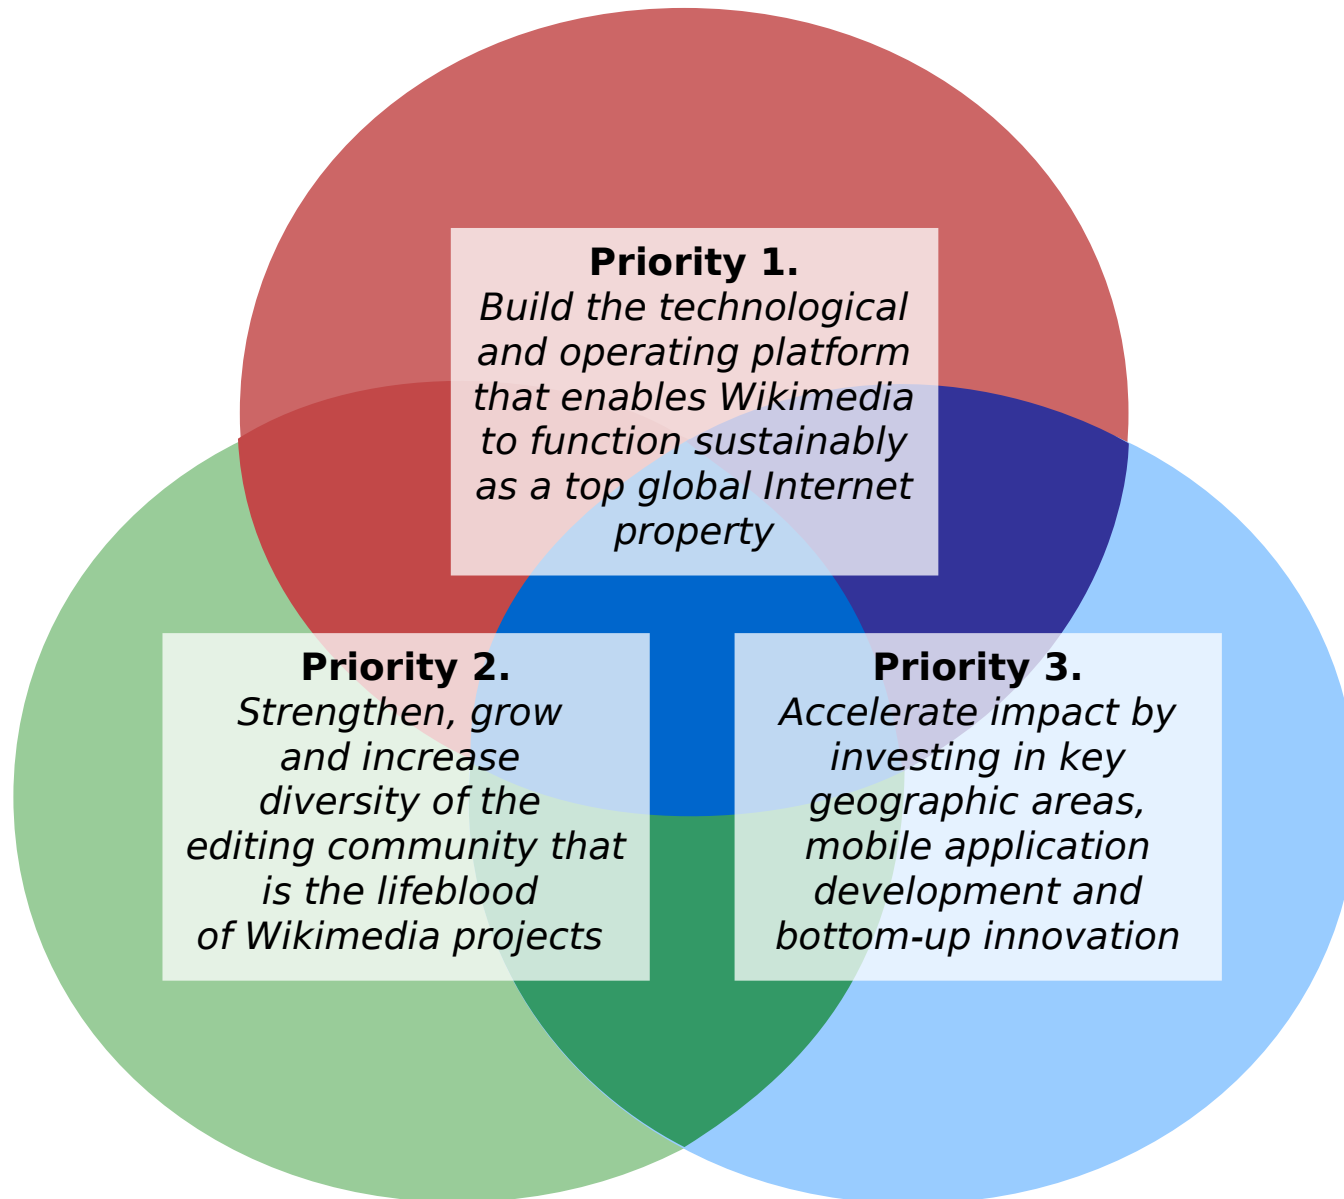 Priority 1.
Build the technological
and operating platform
that enables Wikimedia
to function sustainably
as a top global Internet
property
Priority 2.
Strengthen, grow
and increase
diversity of the
editing community that
is the lifeblood
of Wikimedia projects
Priority 3.
Accelerate impact by
investing in key
geographic areas,
mobile application
development and
bottom-up innovation